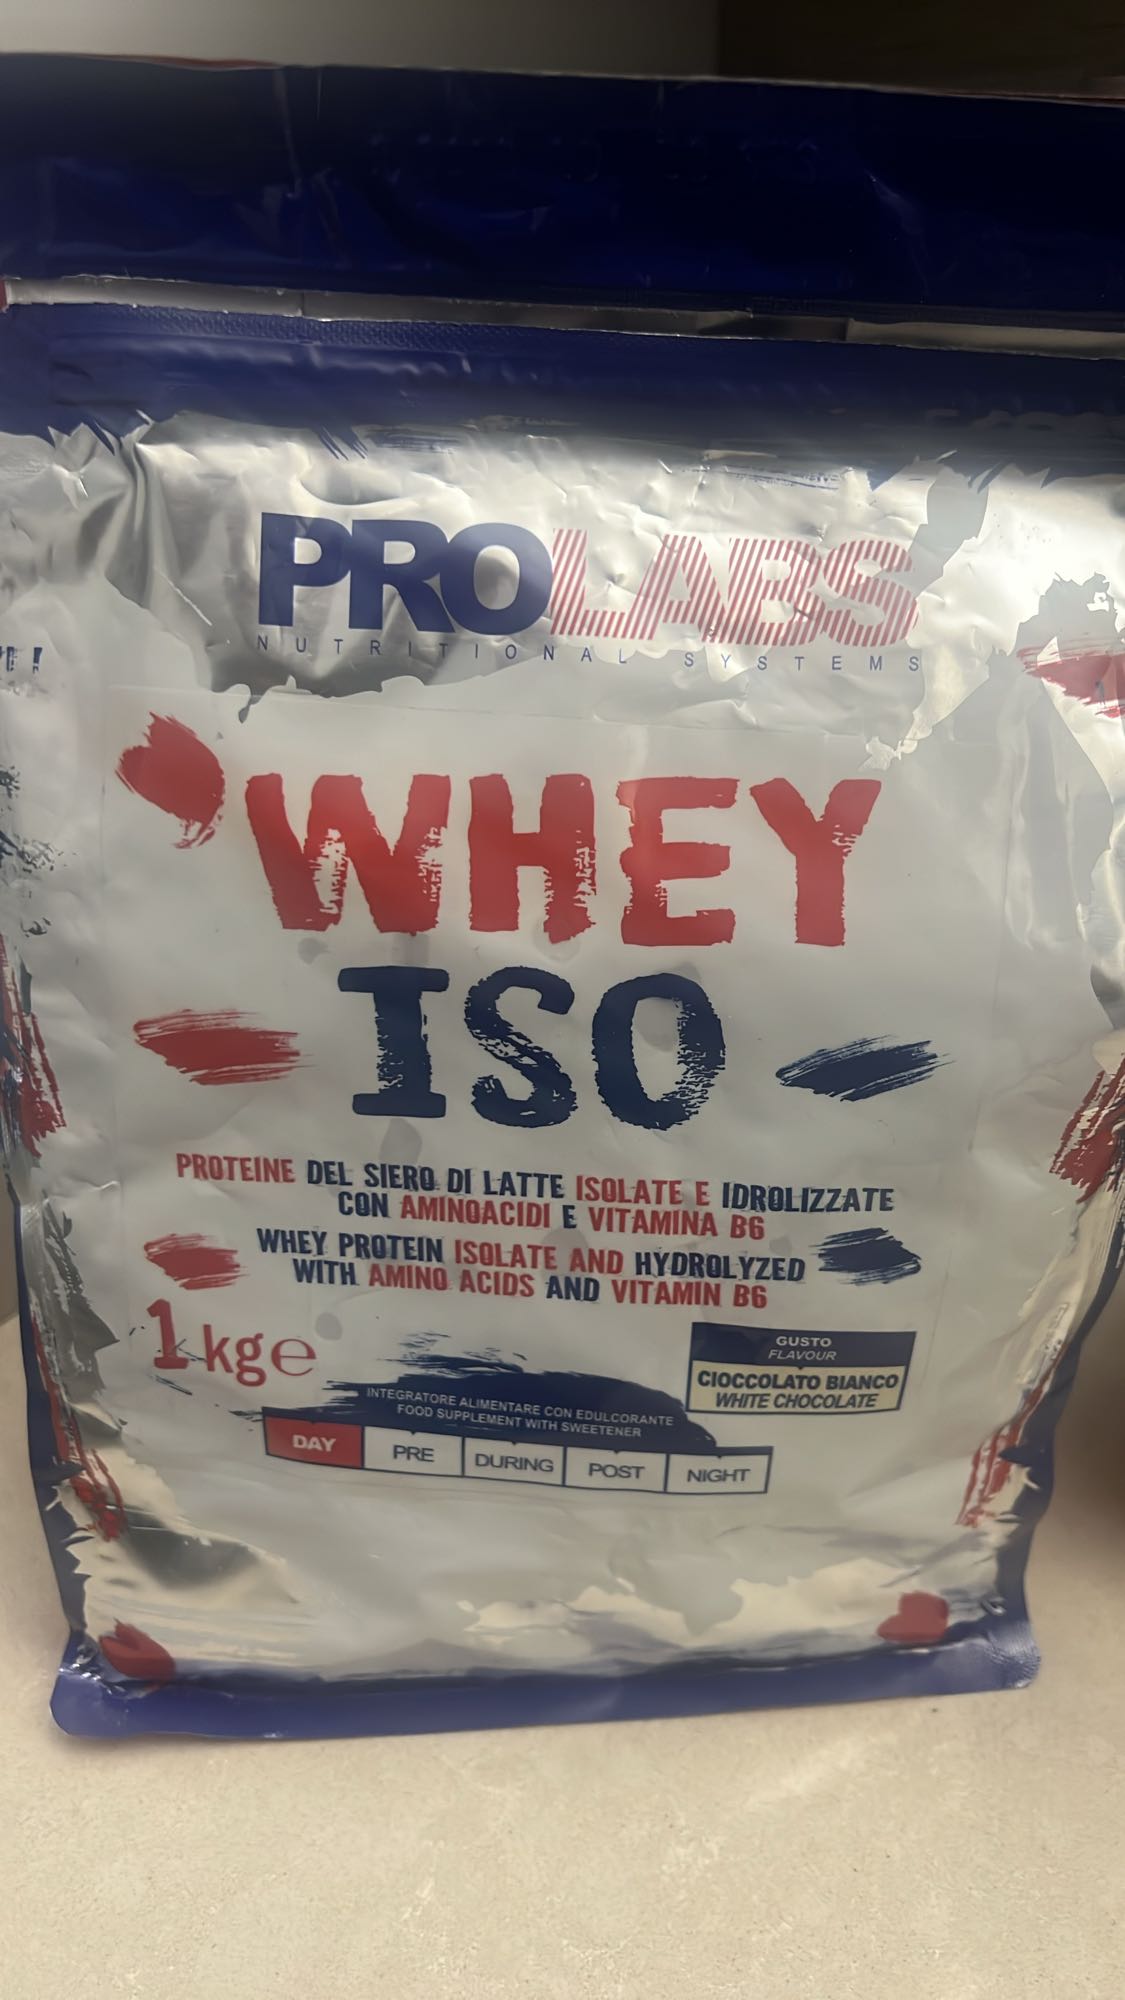 PROLABS
NUTRITIONAL SYSTEMS
WHEY
ISO
PROTEINE DEL SIERO DI LATTE ISOLATE E IDROLIZZATE
CON AMINOACIDI E VITAMINA B6
WHEY PROTEIN ISOLATE AND HYDROLYZED
WITH AMINO ACIDS AND VITAMIN B6
1kg℮
GUSTO
FLAVOUR
CIOCCOLATO BIANCO
WHITE CHOCOLATE
INTEGRATORE ALIMENTARE CON EDULCORANTE
FOOD SUPPLEMENT WITH SWEETENER
DAY PRE DURING POST NIGHT